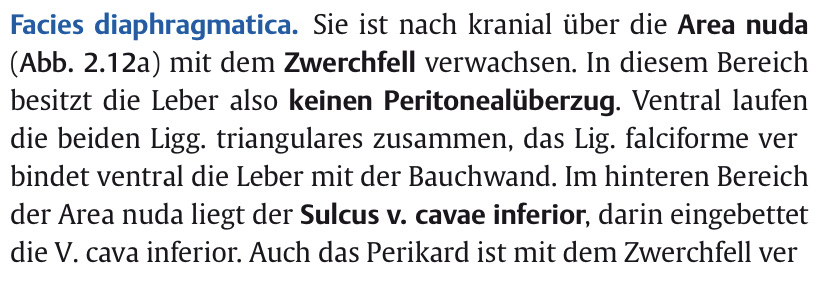 Facies diaphragmatica. Sie ist nach kranial über die Area nuda
(Abb. 2.12a) mit dem Zwerchfell verwachsen. In diesem Bereich
besitzt die Leber also keinen Peritonealüberzug. Ventral laufen
die beiden Ligg. triangulares zusammen, das Lig. falciforme ver
bindet ventral die Leber mit der Bauchwand. Im hinteren Bereich
der Area nuda liegt der Sulcus v. cavae inferior, darin eingebettet
die V. cava inferior. Auch das Perikard ist mit dem Zwerchfell ver